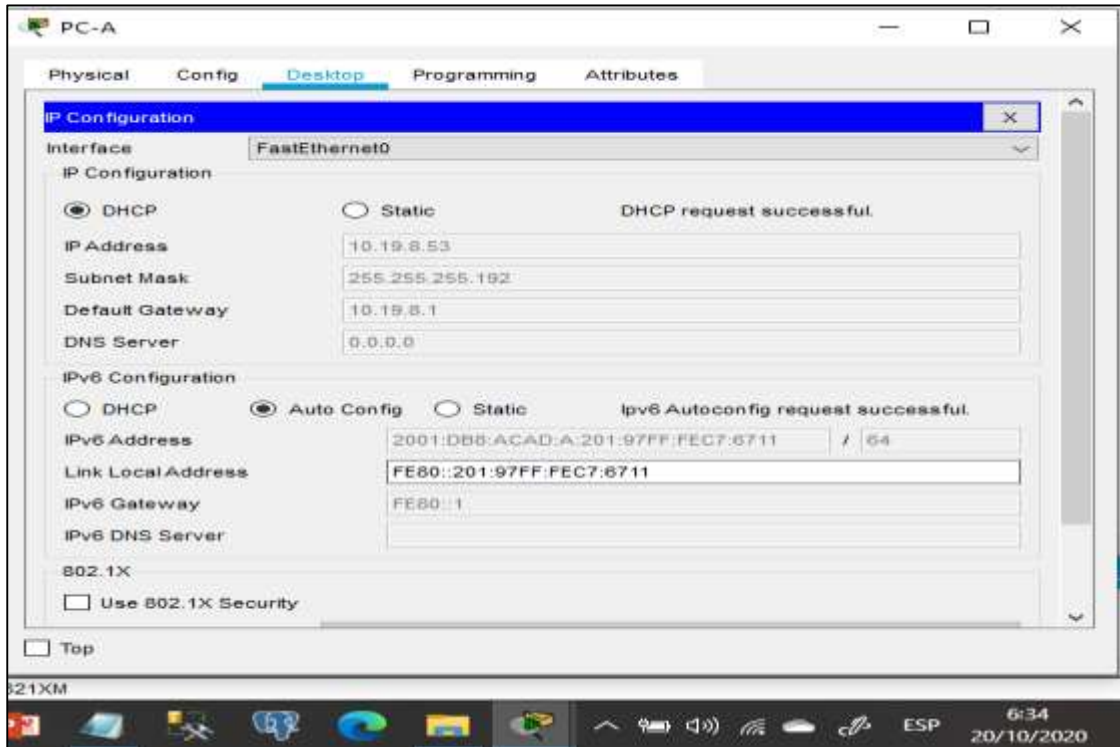 PC-A
Physical Config Desktop Programming Attributes
IP Configuration X
Interface FastEthernet0
IP Configuration
DHCP Static DHCP request successful.
IP Address 10.19.8.53
Subnet Mask 255.255.255.192
Default Gateway 10.19.8.1
DNS Server 0.0.0.0
IPv6 Configuration
DHCP Auto Config Static Ipv6 Autoconfig request successful.
IPv6 Address 2001:DB8:ACAD:A:201:97FF:FEC7:6711 / 64
Link Local Address FE80::201:97FF:FEC7:6711
IPv6 Gateway FE80::1
IPv6 DNS Server
802.1X
Use 802.1X Security
Top
321XM
ESP 6:34
20/10/2020